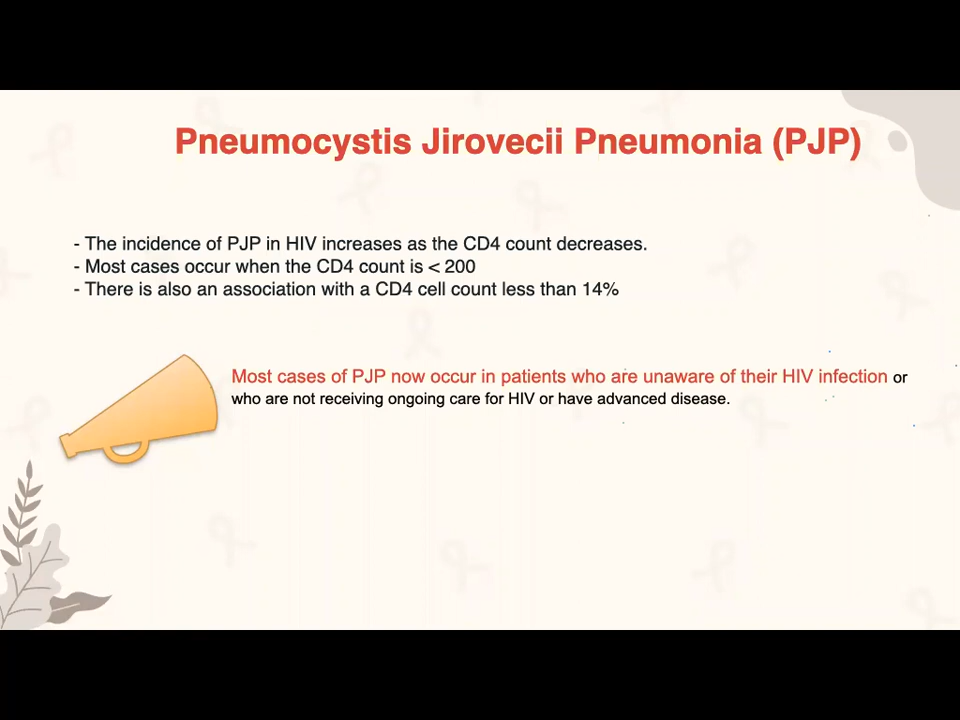 Pneumocystis Jirovecii Pneumonia (PJP)
- The incidence of PJP in HIV increases as the CD4 count decreases.
- Most cases occur when the CD4 count is < 200
- There is also an association with a CD4 cell count less than 14%
Most cases of PJP now occur in patients who are unaware of their HIV infection or
who are not receiving ongoing care for HIV or have advanced disease.